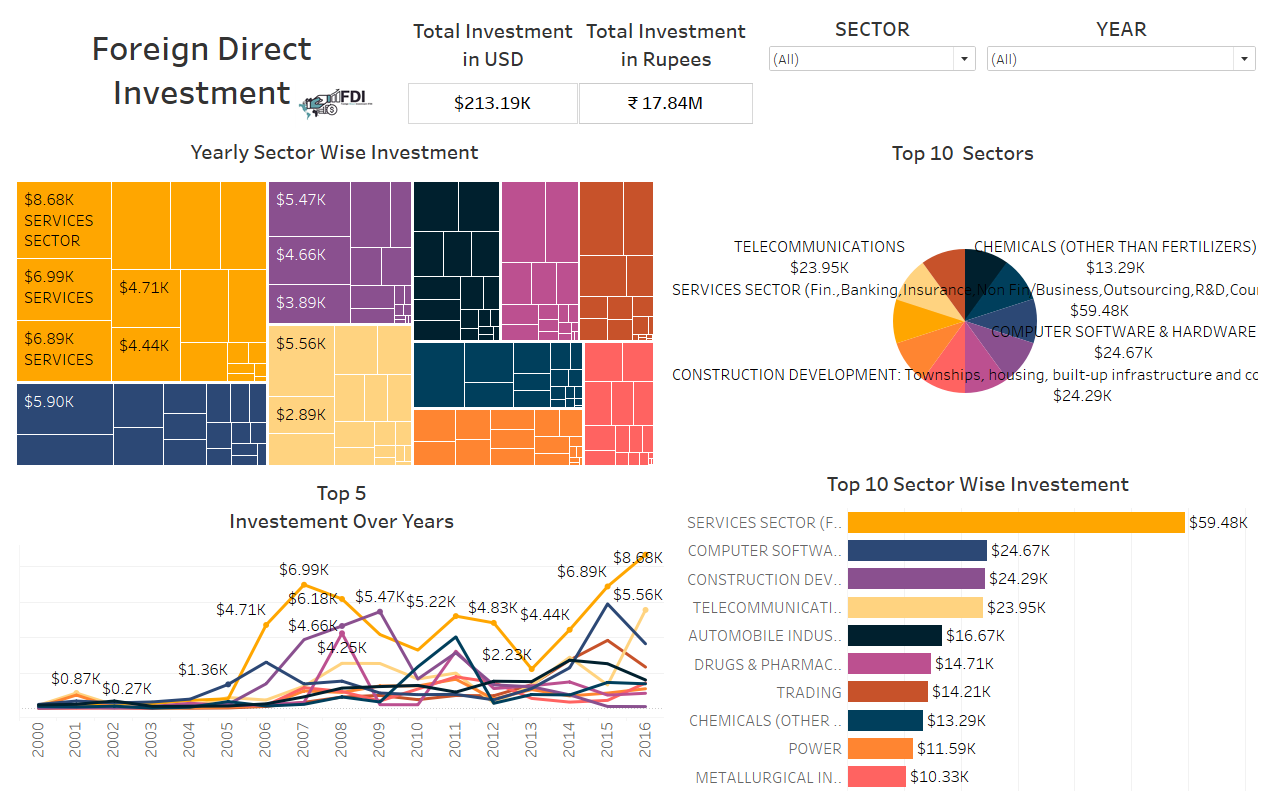 Foreign Direct
Investment
FDI
Total Investment
in USD
$213.19K
Total Investment
in Rupees
₹ 17.84M
SECTOR
(All)
YEAR
(All)
Yearly Sector Wise Investment
$8.68K
SERVICES
SECTOR
$6.99K
SERVICES
$6.89K
SERVICES
$4.71K
$4.44K
$5.90K
$5.47K
$4.66K
$3.89K
$5.56K
$2.89K
Top 10 Sectors
TELECOMMUNICATIONS
$23.95K
CHEMICALS (OTHER THAN FERTILIZERS)
$13.29K
SERVICES SECTOR (Fin.,Banking,Insurance,Non Fin/Business,Outsourcing,R&D,Cour
$59.48K
COMPUTER SOFTWARE & HARDWARE
$24.67K
CONSTRUCTION DEVELOPMENT: Townships, housing, built-up infrastructure and cc
$24.29K
Top 5
Investement Over Years
$0.87K
$0.27K
$1.36K
$4.71K
$6.99K
$6.18K
$4.66K
$4.25K
$5.47K
$5.22K
$4.83K
$2.23K
$4.44K
$6.89K
$8.68K
$5.56K
2000
2001
2002
2003
2004
2005
2006
2007
2008
2009
2010
2011
2012
2013
2014
2015
2016
Top 10 Sector Wise Investement
SERVICES SECTOR (F.. $59.48K
COMPUTER SOFTWA.. $24.67K
CONSTRUCTION DEV.. $24.29K
TELECOMMUNICATI.. $23.95K
AUTOMOBILE INDUS.. $16.67K
DRUGS & PHARMAC.. $14.71K
TRADING $14.21K
CHEMICALS (OTHER .. $13.29K
POWER $11.59K
METALLURGICAL IN.. $10.33K